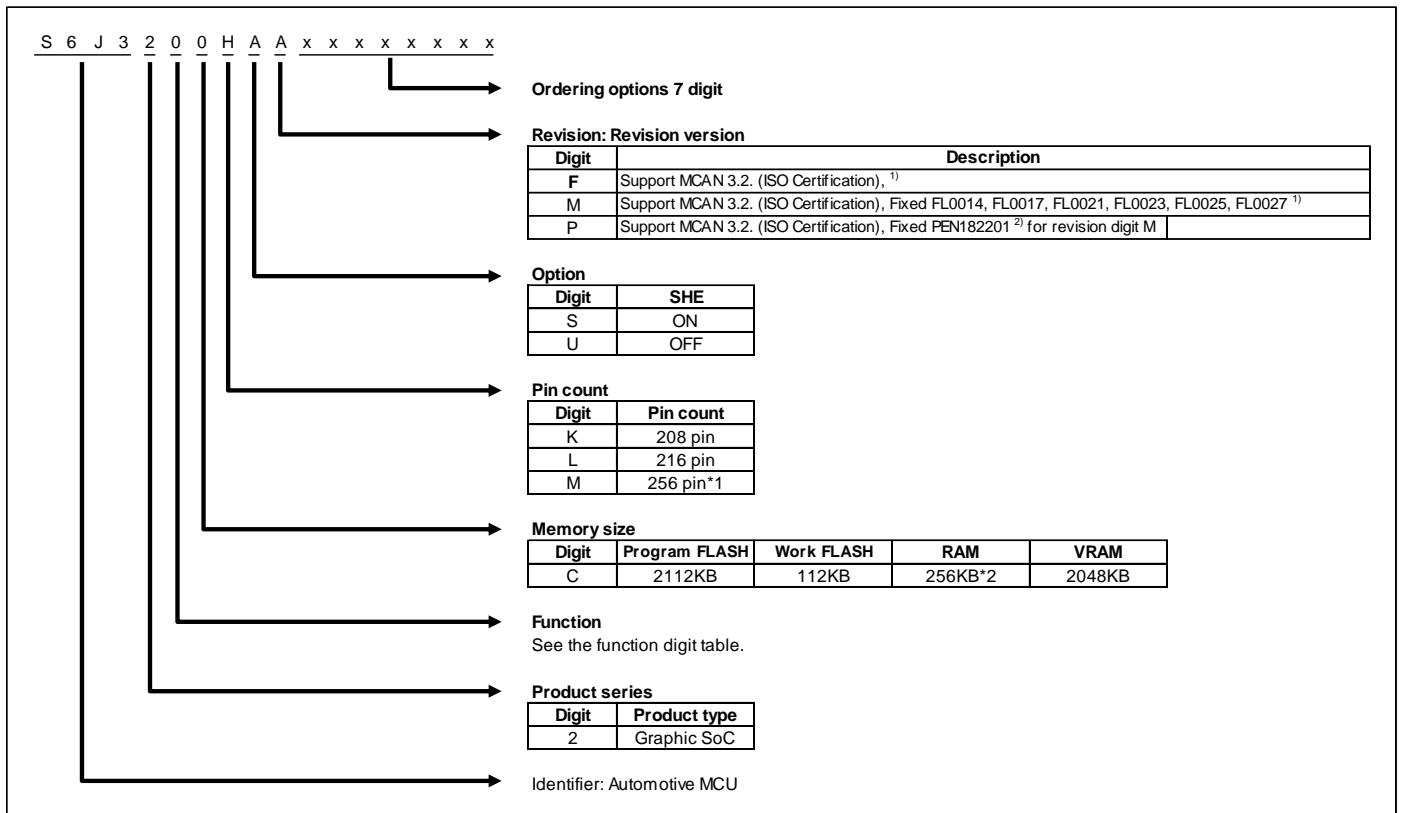 S 6 J 3 2 0 0 H A A x x x x x x x x
Ordering options 7 digit
Revision: Revision version
Digit Description
F Support MCAN 3.2. (ISO Certification), 1)
M Support MCAN 3.2. (ISO Certification), Fixed FL0014, FL0017, FL0021, FL0023, FL0025, FL0027 1)
P Support MCAN 3.2. (ISO Certification), Fixed PEN182201 2) for revision digit M
Option
Digit SHE
S ON
U OFF
Pin count
Digit Pin count
K 208 pin
L 216 pin
M 256 pin*1
Memory size
Digit Program FLASH Work FLASH RAM VRAM
C 2112KB 112KB 256KB*2 2048KB
Function
See the function digit table.
Product series
Digit Product type
2 Graphic SoC
Identifier: Automotive MCU